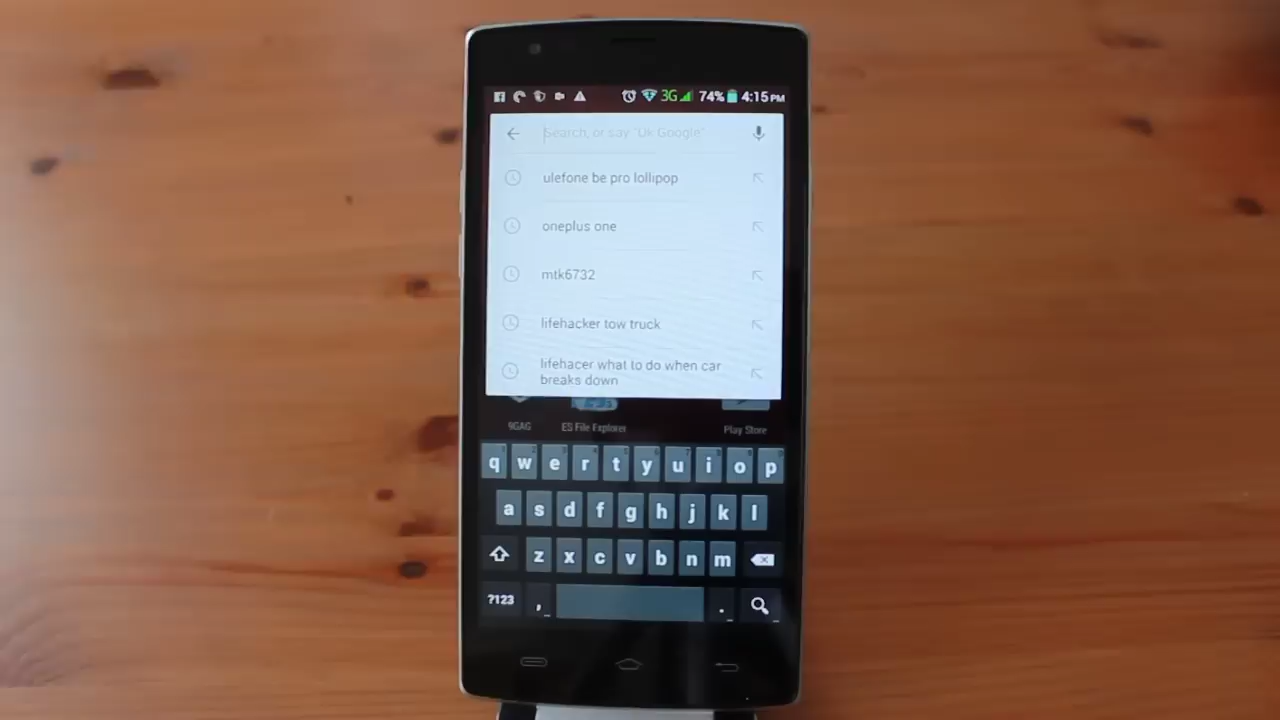 3G 74% 4:15 PM
Search, or say "Ok Google"
ulefone be pro lollipop
oneplus one
mtk6732
lifehacker tow truck
lifehacer what to do when car
breaks down
9GAG ES File Explorer Play Store
q w e r t y u i o p
a s d f g h j k l
z x c v b n m
?123 , .